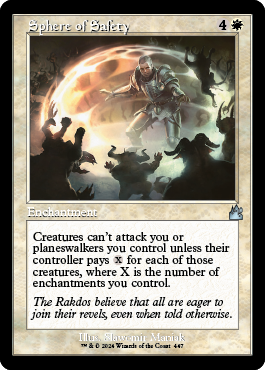 Sphere of Safety 4
Enchantment
Creatures can't attack you or
planeswalkers you control unless their
controller pays X for each of those
creatures, where X is the number of
enchantments you control.
The Rakdos believe that all are eager to
join their revels, even when told otherwise.
Illus. Slawomir Maniak
™ & © 2024 Wizards of the Coast 447